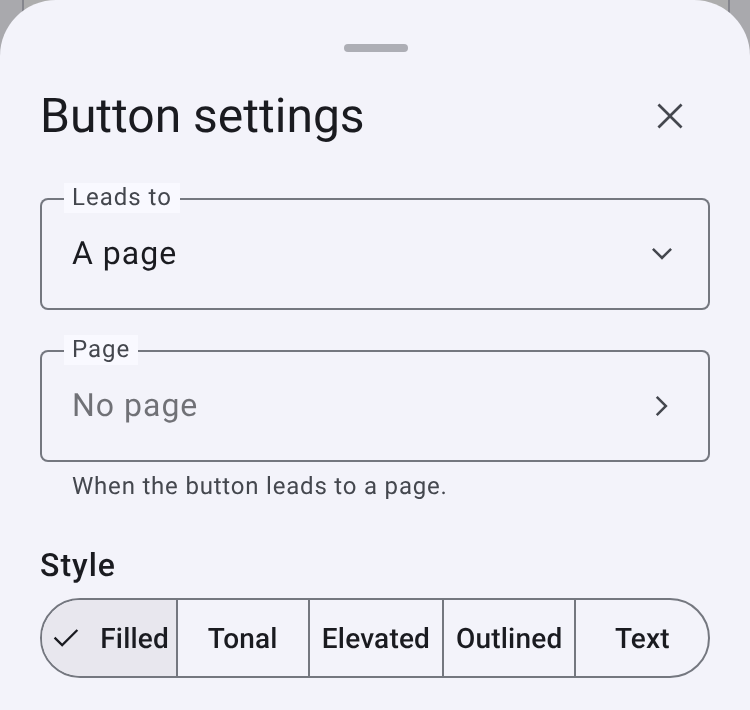 Button settings
Leads to
A page
Page
No page
When the button leads to a page.
Style
Filled Tonal Elevated Outlined Text